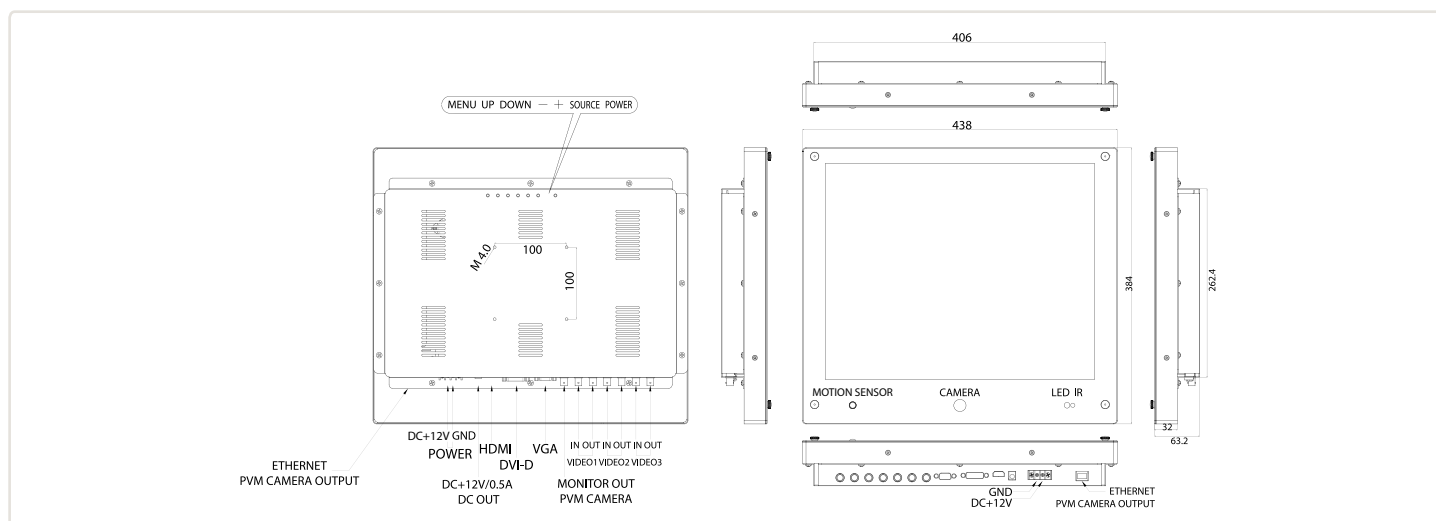 406
MENU UP DOWN − + SOURCE POWER
438
M 4.0
100
100
384
262.4
MOTION SENSOR
CAMERA
LED IR
32
63.2
DC+12V GND
POWER
HDMI
DVI-D
VGA
IN OUT IN OUT IN OUT
VIDEO1 VIDEO2 VIDEO3
ETHERNET
PVM CAMERA OUTPUT
DC+12V/0.5A
DC OUT
MONITOR OUT
PVM CAMERA
GND
DC+12V
ETHERNET
PVM CAMERA OUTPUT